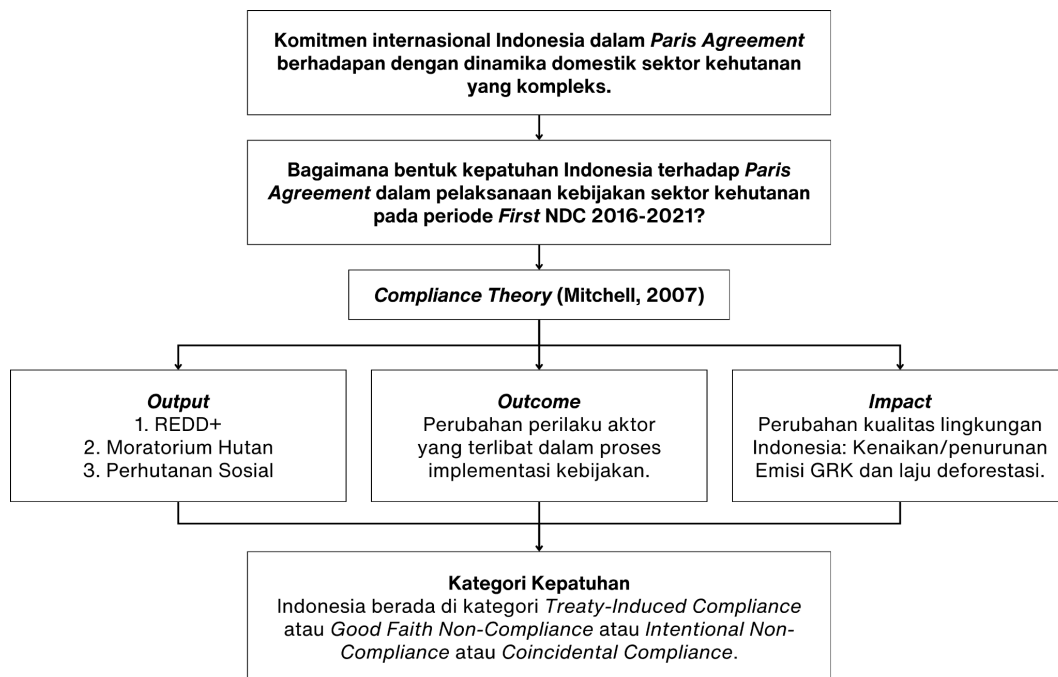 Komitmen internasional Indonesia dalam Paris Agreement
berhadapan dengan dinamika domestik sektor kehutanan
yang kompleks.
Bagaimana bentuk kepatuhan Indonesia terhadap Paris
Agreement dalam pelaksanaan kebijakan sektor kehutanan
pada periode First NDC 2016-2021?
Compliance Theory (Mitchell, 2007)
Output
1. REDD+
2. Moratorium Hutan
3. Perhutanan Sosial
Outcome
Perubahan perilaku aktor
yang terlibat dalam proses
implementasi kebijakan.
Impact
Perubahan kualitas lingkungan
Indonesia: Kenaikan/penurunan
Emisi GRK dan laju deforestasi.
Kategori Kepatuhan
Indonesia berada di kategori Treaty-Induced Compliance
atau Good Faith Non-Compliance atau Intentional Non-
Compliance atau Coincidental Compliance.